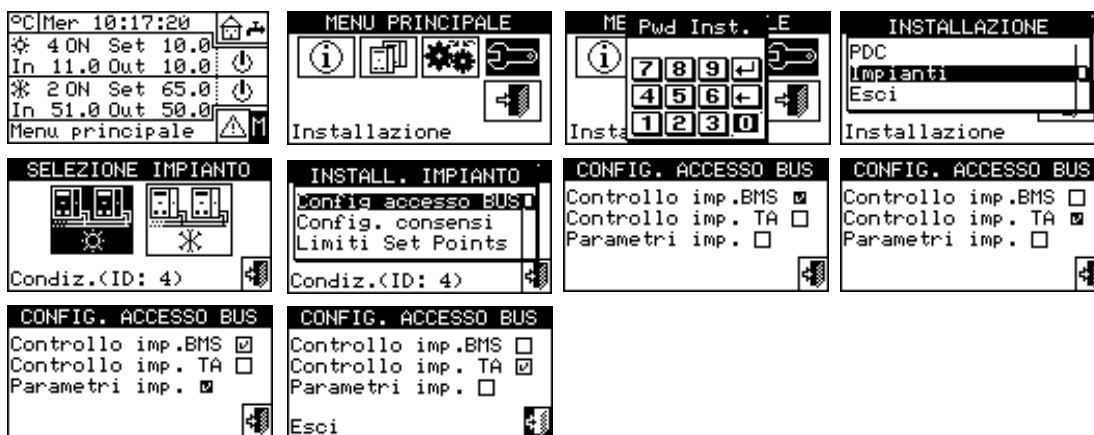 °C Mer 10:17:20
4 ON Set 10.0
In 11.0 Out 10.0
2 ON Set 65.0
In 51.0 Out 50.0
Menu principale M
MENU PRINCIPALE
i
Installazione
ME LE
Pwd Inst.
i
7 8 9
4 5 6
1 2 3 0
Insta
INSTALLAZIONE
PDC
Impianti
Esci
Installazione
SELEZIONE IMPIANTO
Condiz.(ID: 4)
INSTALL. IMPIANTO
Config accesso BUS
Config. consensi
Limiti Set Points
Condiz.(ID: 4)
CONFIG. ACCESSO BUS
Controllo imp.BMS
Controllo imp. TA
Parametri imp.
CONFIG. ACCESSO BUS
Controllo imp.BMS
Controllo imp. TA
Parametri imp.
CONFIG. ACCESSO BUS
Controllo imp.BMS
Controllo imp. TA
Parametri imp.
CONFIG. ACCESSO BUS
Controllo imp.BMS
Controllo imp. TA
Parametri imp.
Esci